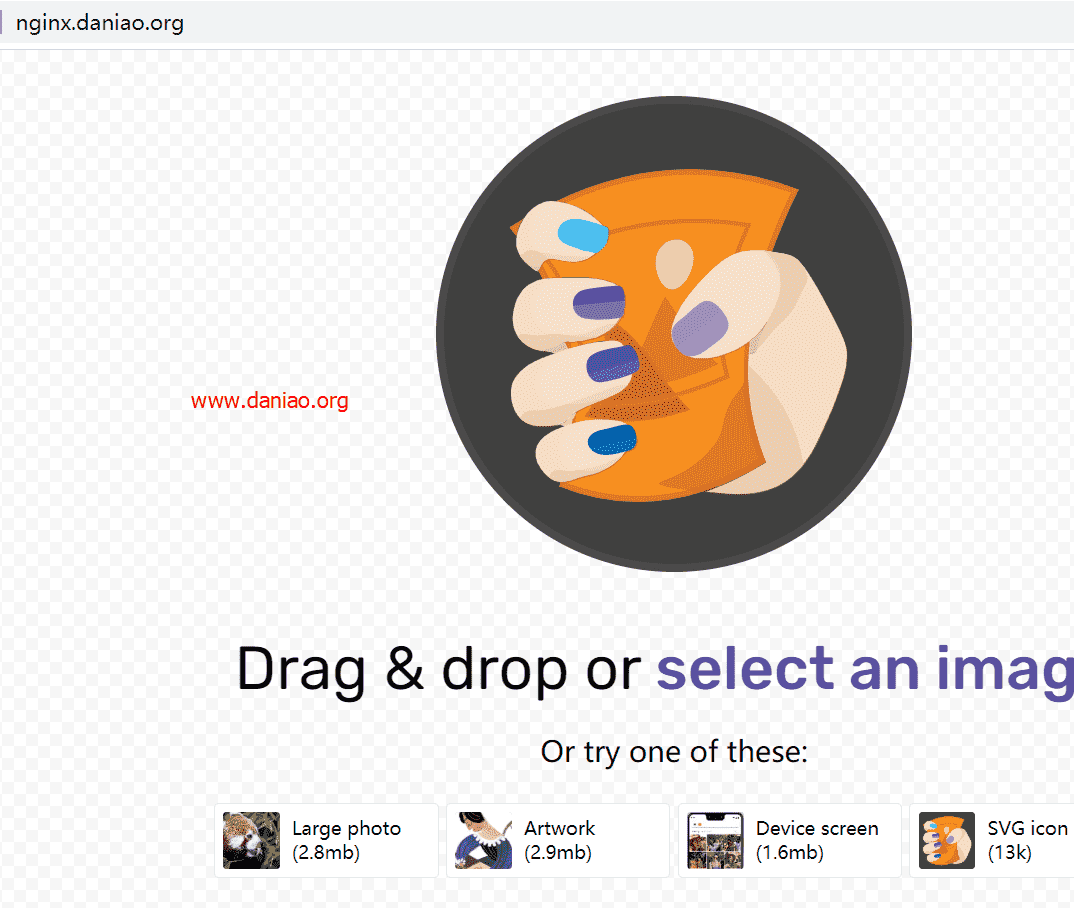 nginx.daniao.org
www.daniao.org
Drag & drop or select an imag
Or try one of these:
Large photo
(2.8mb)
Artwork
(2.9mb)
Device screen
(1.6mb)
SVG icon
(13k)